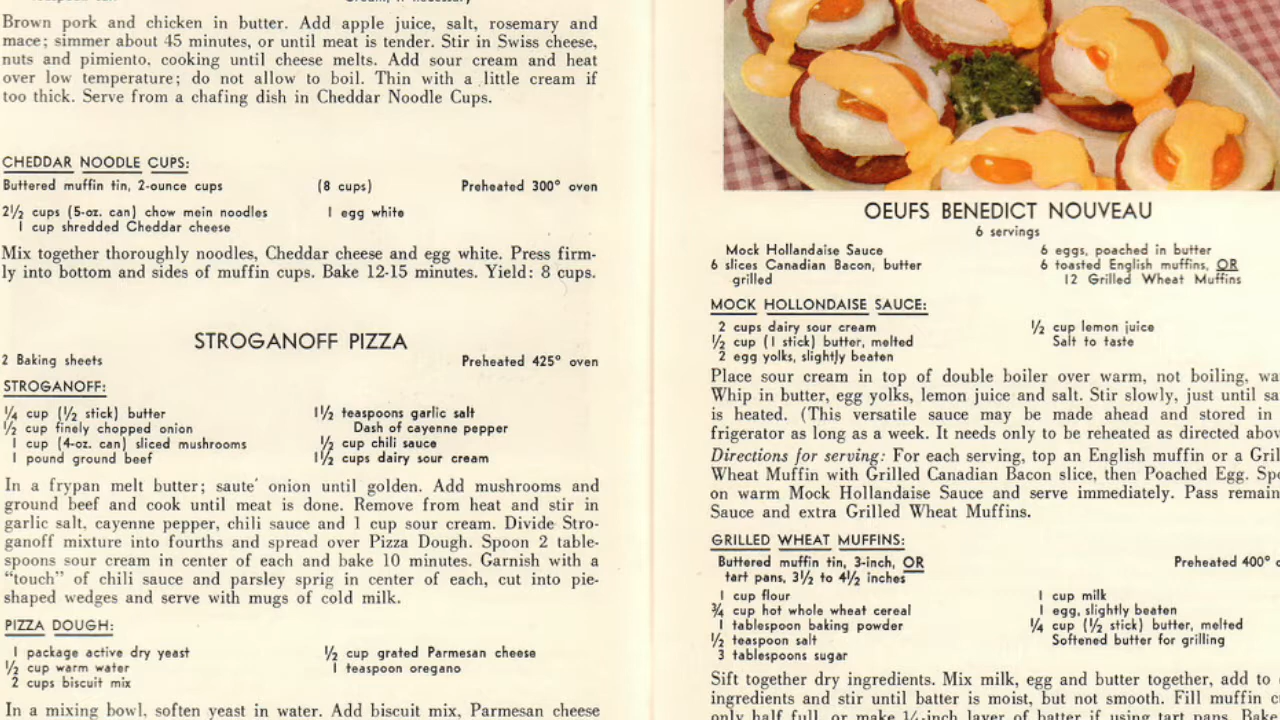 Brown pork and chicken in butter. Add apple juice, salt, rosemary and
mace; simmer about 45 minutes, or until meat is tender. Stir in Swiss cheese,
nuts and pimiento, cooking until cheese melts. Add sour cream and heat
over low temperature; do not allow to boil. Thin with a little cream if
too thick. Serve from a chafing dish in Cheddar Noodle Cups.
CHEDDAR NOODLE CUPS:
Buttered muffin tin, 2-ounce cups (8 cups) Preheated 300° oven
2½ cups (5-oz. can) chow mein noodles 1 egg white
1 cup shredded Cheddar cheese
Mix together thoroughly noodles, Cheddar cheese and egg white. Press firm-
ly into bottom and sides of muffin cups. Bake 12-15 minutes. Yield: 8 cups.
STROGANOFF PIZZA
2 Baking sheets Preheated 425° oven
STROGANOFF:
¼ cup (½ stick) butter 1½ teaspoons garlic salt
½ cup finely chopped onion Dash of cayenne pepper
1 cup (4-oz. can) sliced mushrooms ½ cup chili sauce
1 pound ground beef 1½ cups dairy sour cream
In a frypan melt butter; saute' onion until golden. Add mushrooms and
ground beef and cook until meat is done. Remove from heat and stir in
garlic salt, cayenne pepper, chili sauce and 1 cup sour cream. Divide Stro-
ganoff mixture into fourths and spread over Pizza Dough. Spoon 2 table-
spoons sour cream in center of each and bake 10 minutes. Garnish with a
"touch" of chili sauce and parsley sprig in center of each, cut into pie-
shaped wedges and serve with mugs of cold milk.
PIZZA DOUGH:
1 package active dry yeast ½ cup grated Parmesan cheese
½ cup warm water 1 teaspoon oregano
2 cups biscuit mix
In a mixing bowl, soften yeast in water. Add biscuit mix, Parmesan cheese
OEUFS BENEDICT NOUVEAU
6 servings
Mock Hollandaise Sauce 6 eggs, poached in butter
6 slices Canadian Bacon, butter 6 toasted English muffins, OR
grilled 12 Grilled Wheat Muffins
MOCK HOLLONDAISE SAUCE:
2 cups dairy sour cream ½ cup lemon juice
½ cup (1 stick) butter, melted Salt to taste
2 egg yolks, slightly beaten
Place sour cream in top of double boiler over warm, not boiling, wa
Whip in butter, egg yolks, lemon juice and salt. Stir slowly, just until sa
is heated. (This versatile sauce may be made ahead and stored in
frigerator as long as a week. It needs only to be reheated as directed abov
Directions for serving: For each serving, top an English muffin or a Gril
Wheat Muffin with Grilled Canadian Bacon slice, then Poached Egg. Spo
on warm Mock Hollandaise Sauce and serve immediately. Pass remain
Sauce and extra Grilled Wheat Muffins.
GRILLED WHEAT MUFFINS:
Buttered muffin tin, 3-inch, OR Preheated 400° o
tart pans, 3½ to 4½ inches
1 cup flour 1 cup milk
¾ cup hot whole wheat cereal 1 egg, slightly beaten
1 tablespoon baking powder ¼ cup (½ stick) butter, melted
½ teaspoon salt Softened butter for grilling
3 tablespoons sugar
Sift together dry ingredients. Mix milk, egg and butter together, add to
ingredients and stir until batter is moist, but not smooth. Fill muffin c
only half full, or make ¼-inch layer of batter if using tart pans. Bake